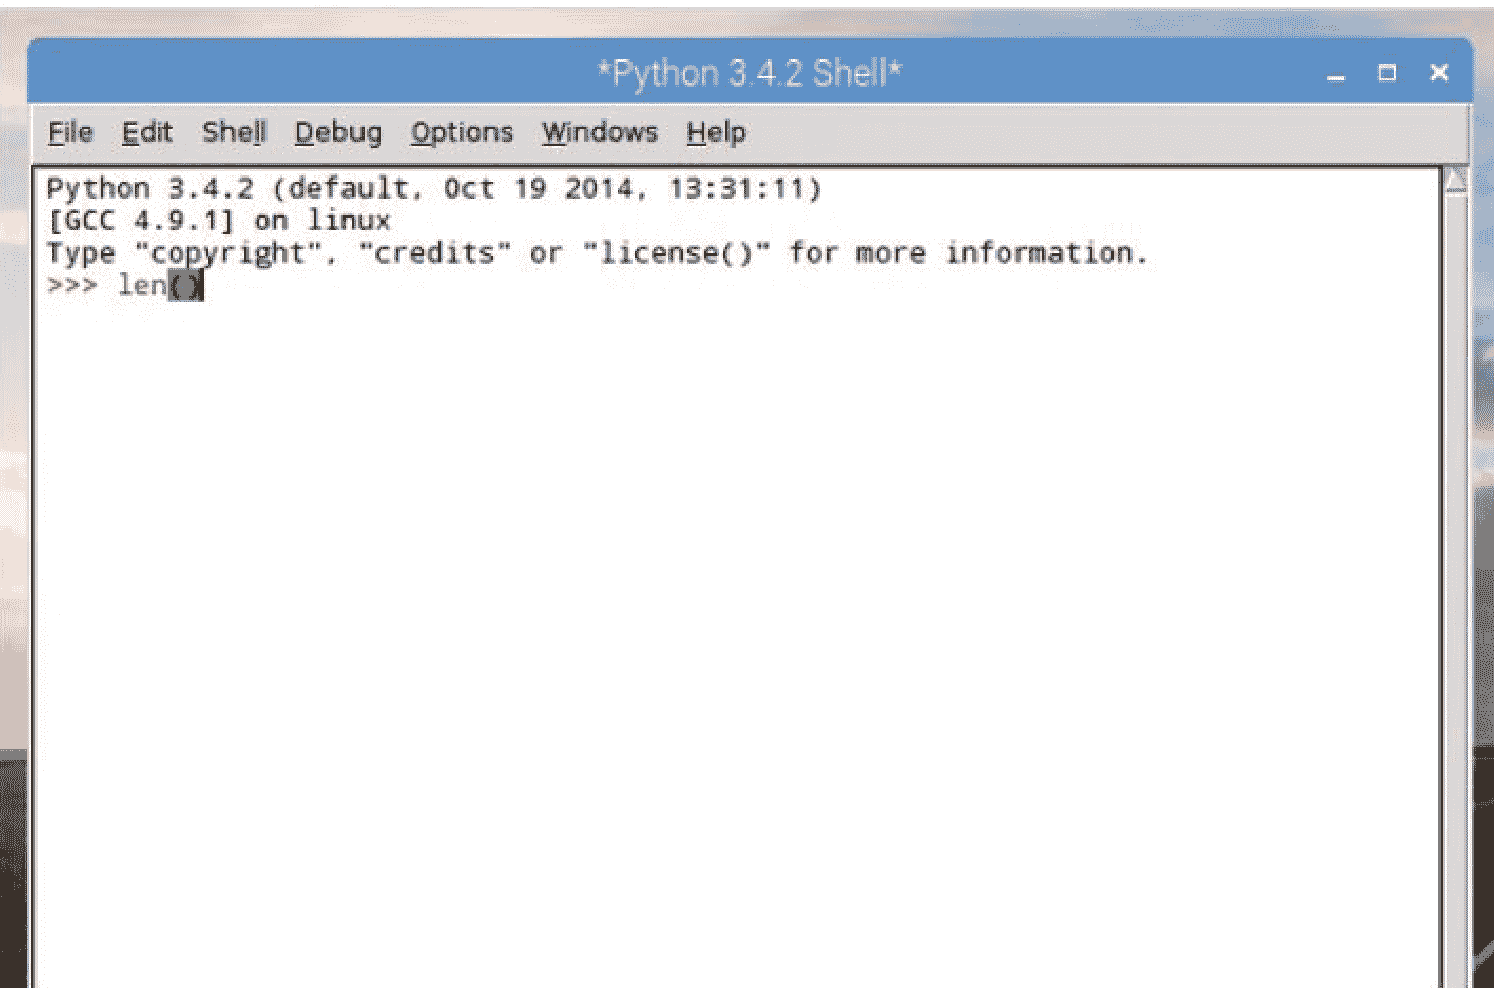 *Python 3.4.2 Shell*
File Edit Shell Debug Options Windows Help
Python 3.4.2 (default, Oct 19 2014, 13:31:11)
[GCC 4.9.1] on linux
Type "copyright", "credits" or "license()" for more information.
>>> len()